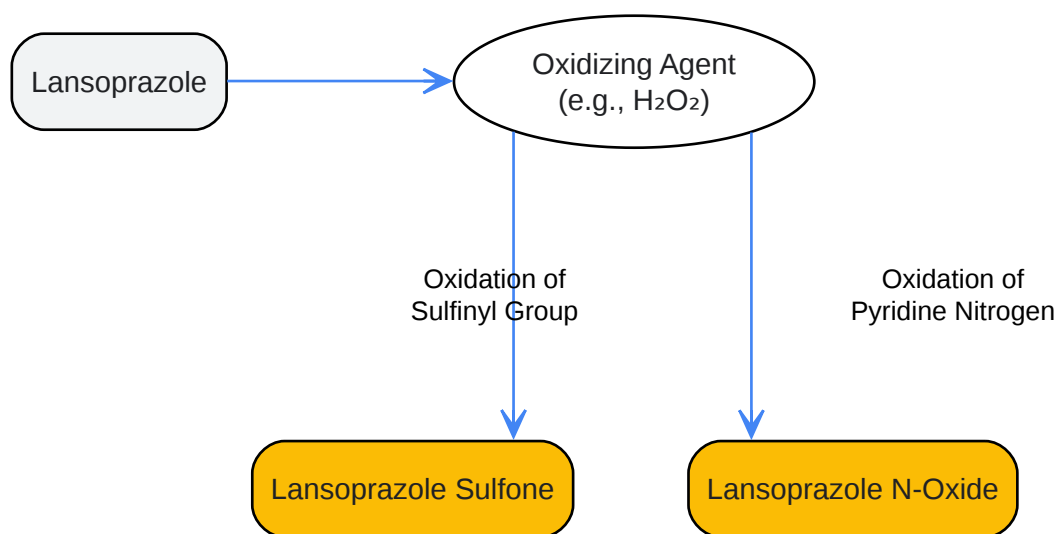 Lansoprazole
Oxidizing Agent
(e.g., H₂O₂)
Oxidation of
Sulfinyl Group
Oxidation of
Pyridine Nitrogen
Lansoprazole Sulfone
Lansoprazole N-Oxide